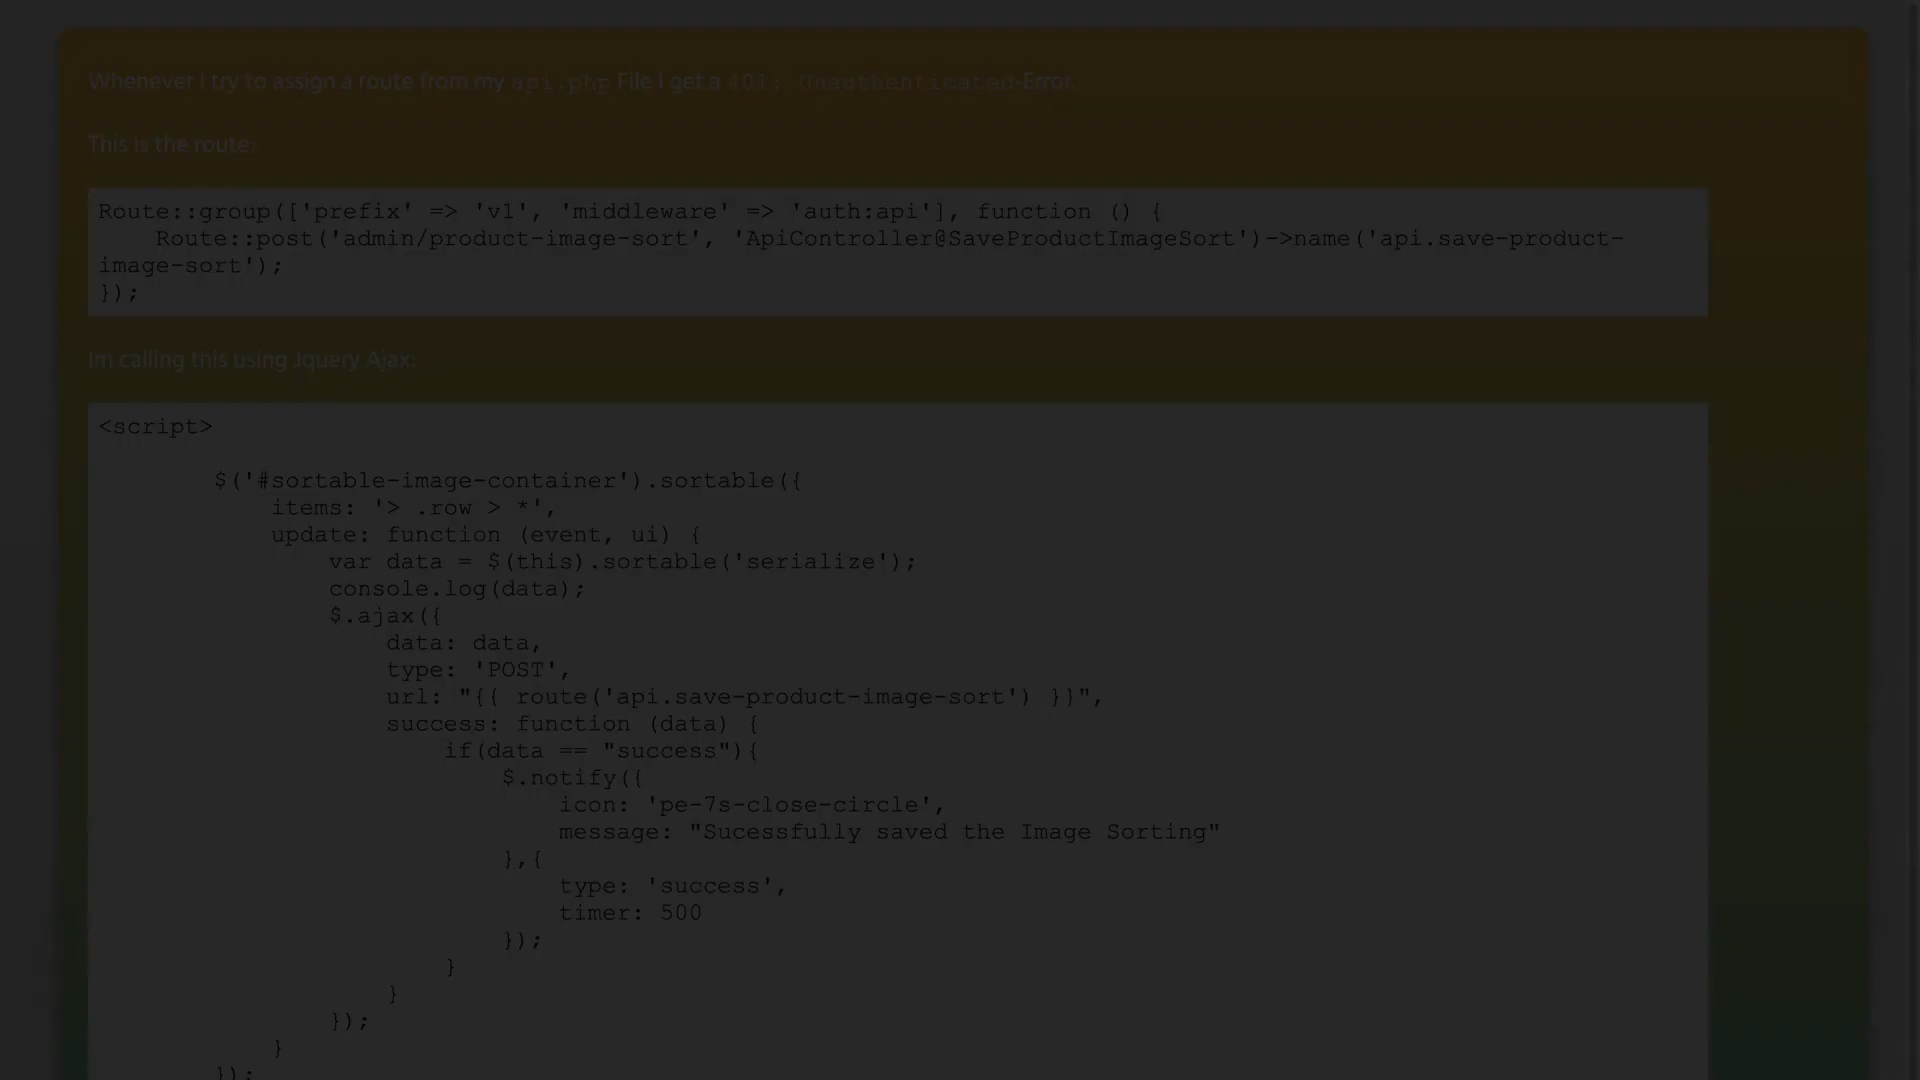 Whenever I try to assign a route from my api.php File I get a 401: Unauthenticated-Error.
This is the route:
Route::group(['prefix' => 'v1', 'middleware' => 'auth:api'], function () {
    Route::post('admin/product-image-sort', 'ApiController@SaveProductImageSort')->name('api.save-product-
image-sort');
});
Im calling this using Jquery Ajax:
<script>
        $('#sortable-image-container').sortable({
            items: '> .row > *',
            update: function (event, ui) {
                var data = $(this).sortable('serialize');
                console.log(data);
                $.ajax({
                    data: data,
                    type: 'POST',
                    url: "{{ route('api.save-product-image-sort') }}",
                    success: function (data) {
                        if(data == "success"){
                            $.notify({
                                icon: 'pe-7s-close-circle',
                                message: "Sucessfully saved the Image Sorting"
                            },{
                                type: 'success',
                                timer: 500
                            });
                        }
                    }
                });
            }
        });